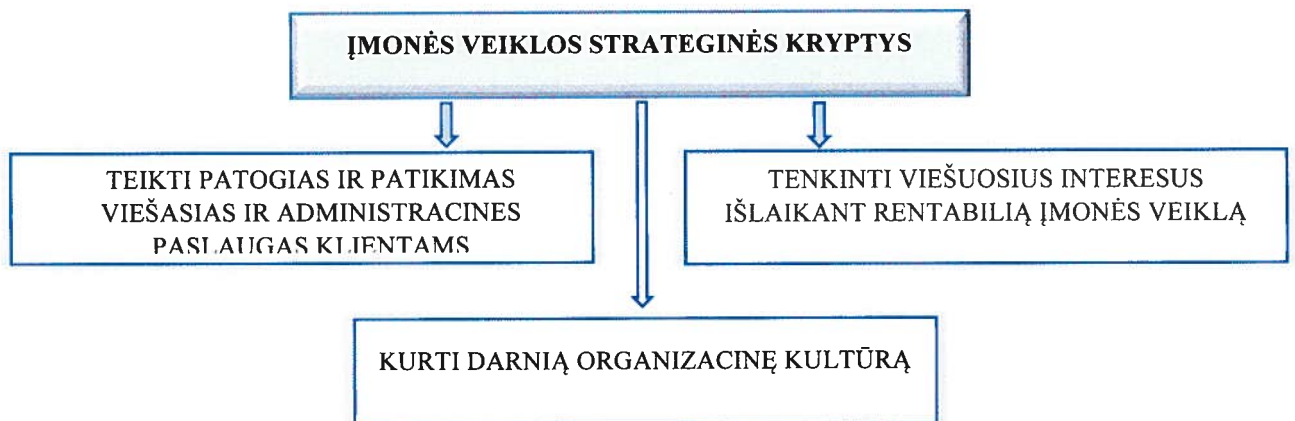 ĮMONĖS VEIKLOS STRATEGINĖS KRYPTYS
TEIKTI PATOGIAS IR PATIKIMAS
VIEŠASIAS IR ADMINISTRACINES
PASLAUGAS KLIENTAMS
TENKINTI VIEŠUOSIUS INTERESUS
IŠLAIKANT RENTABILIĄ ĮMONĖS VEIKLĄ
KURTI DARNIĄ ORGANIZACINĘ KULTŪRĄ